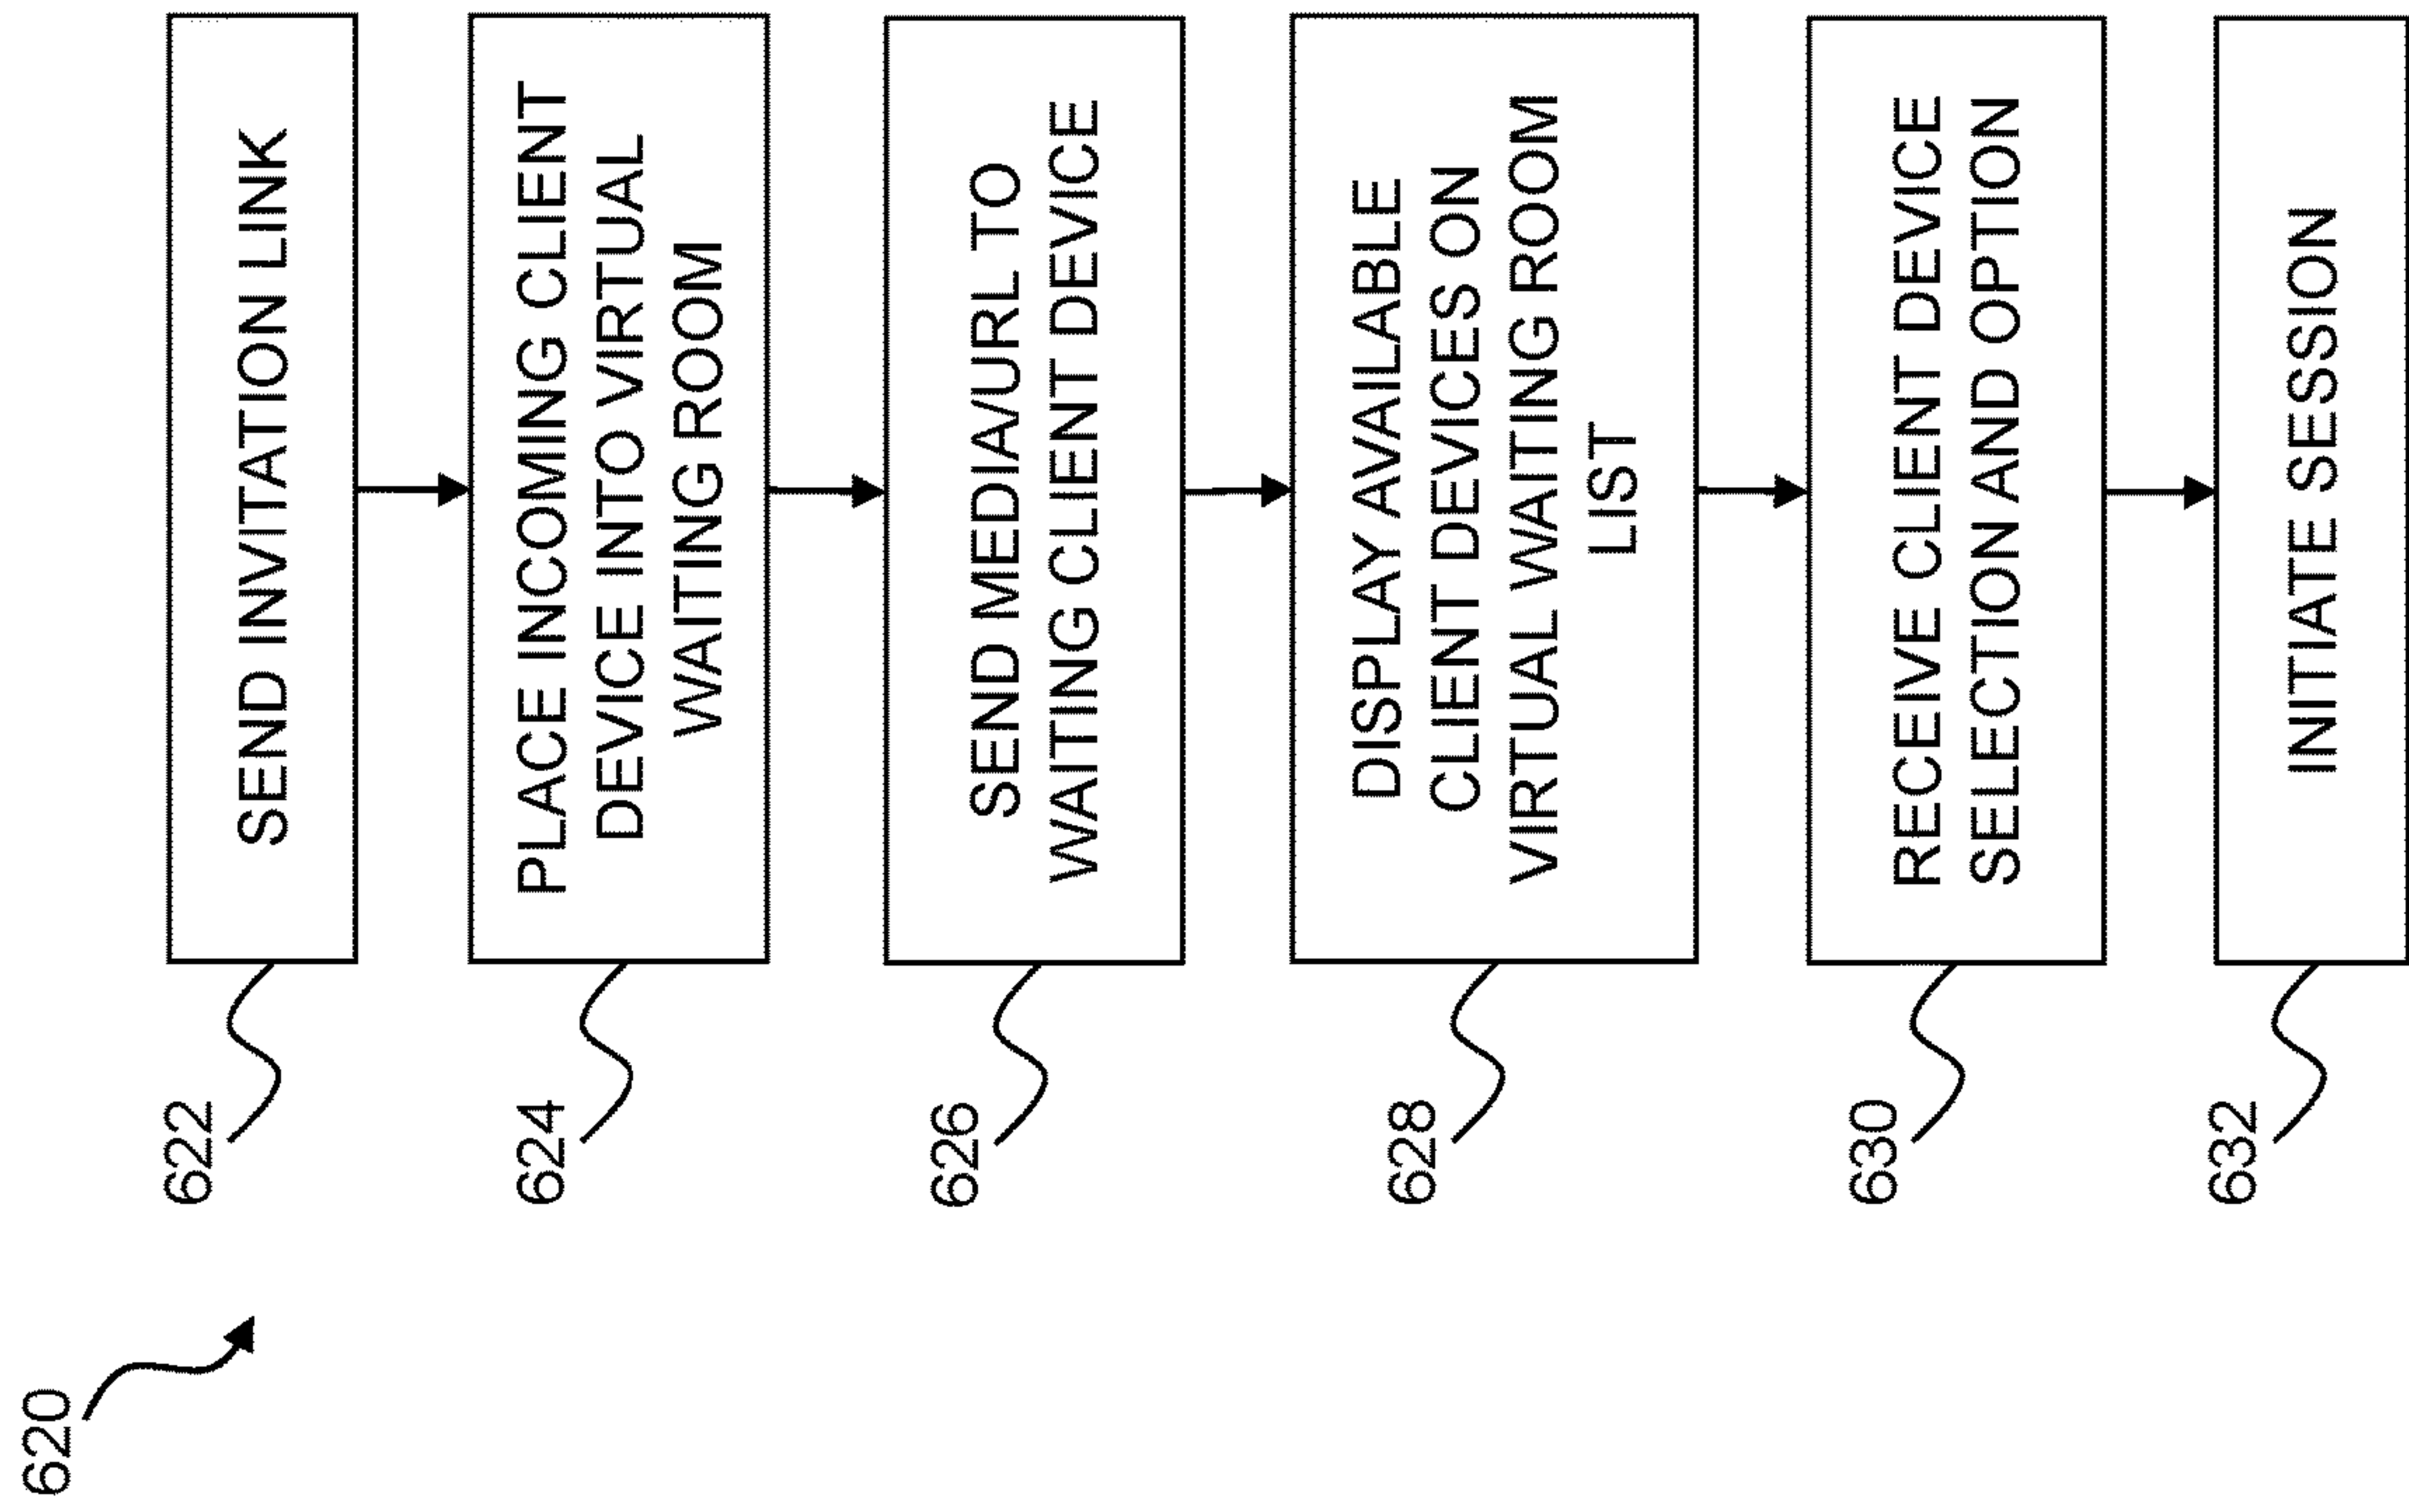 620
622
SEND INVITATION LINK
624
PLACE INCOMING CLIENT
DEVICE INTO VIRTUAL
WAITING ROOM
626
SEND MEDIA/URL TO
WAITING CLIENT DEVICE
628
DISPLAY AVAILABLE
CLIENT DEVICES ON
VIRTUAL WAITING ROOM
LIST
630
RECEIVE CLIENT DEVICE
SELECTION AND OPTION
632
INITIATE SESSION